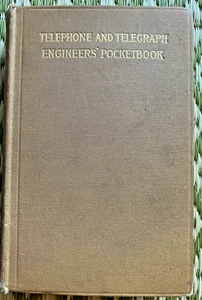 TELEPHONE AND TELEGRAPH
ENGINEERS' POCKETBOOK